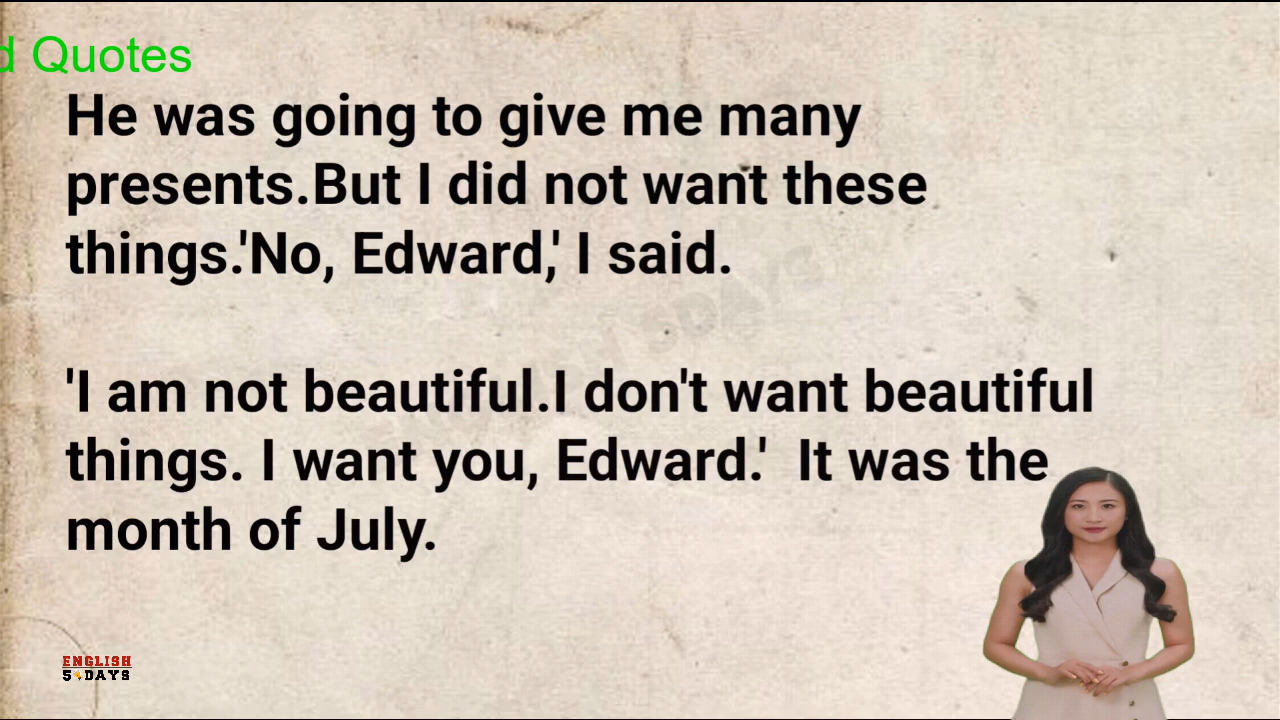 d Quotes
He was going to give me many
presents.But I did not want these
things.'No, Edward,' I said.
'I am not beautiful.I don't want beautiful
things. I want you, Edward.' It was the
month of July.
ENGLISH
5 DAYS